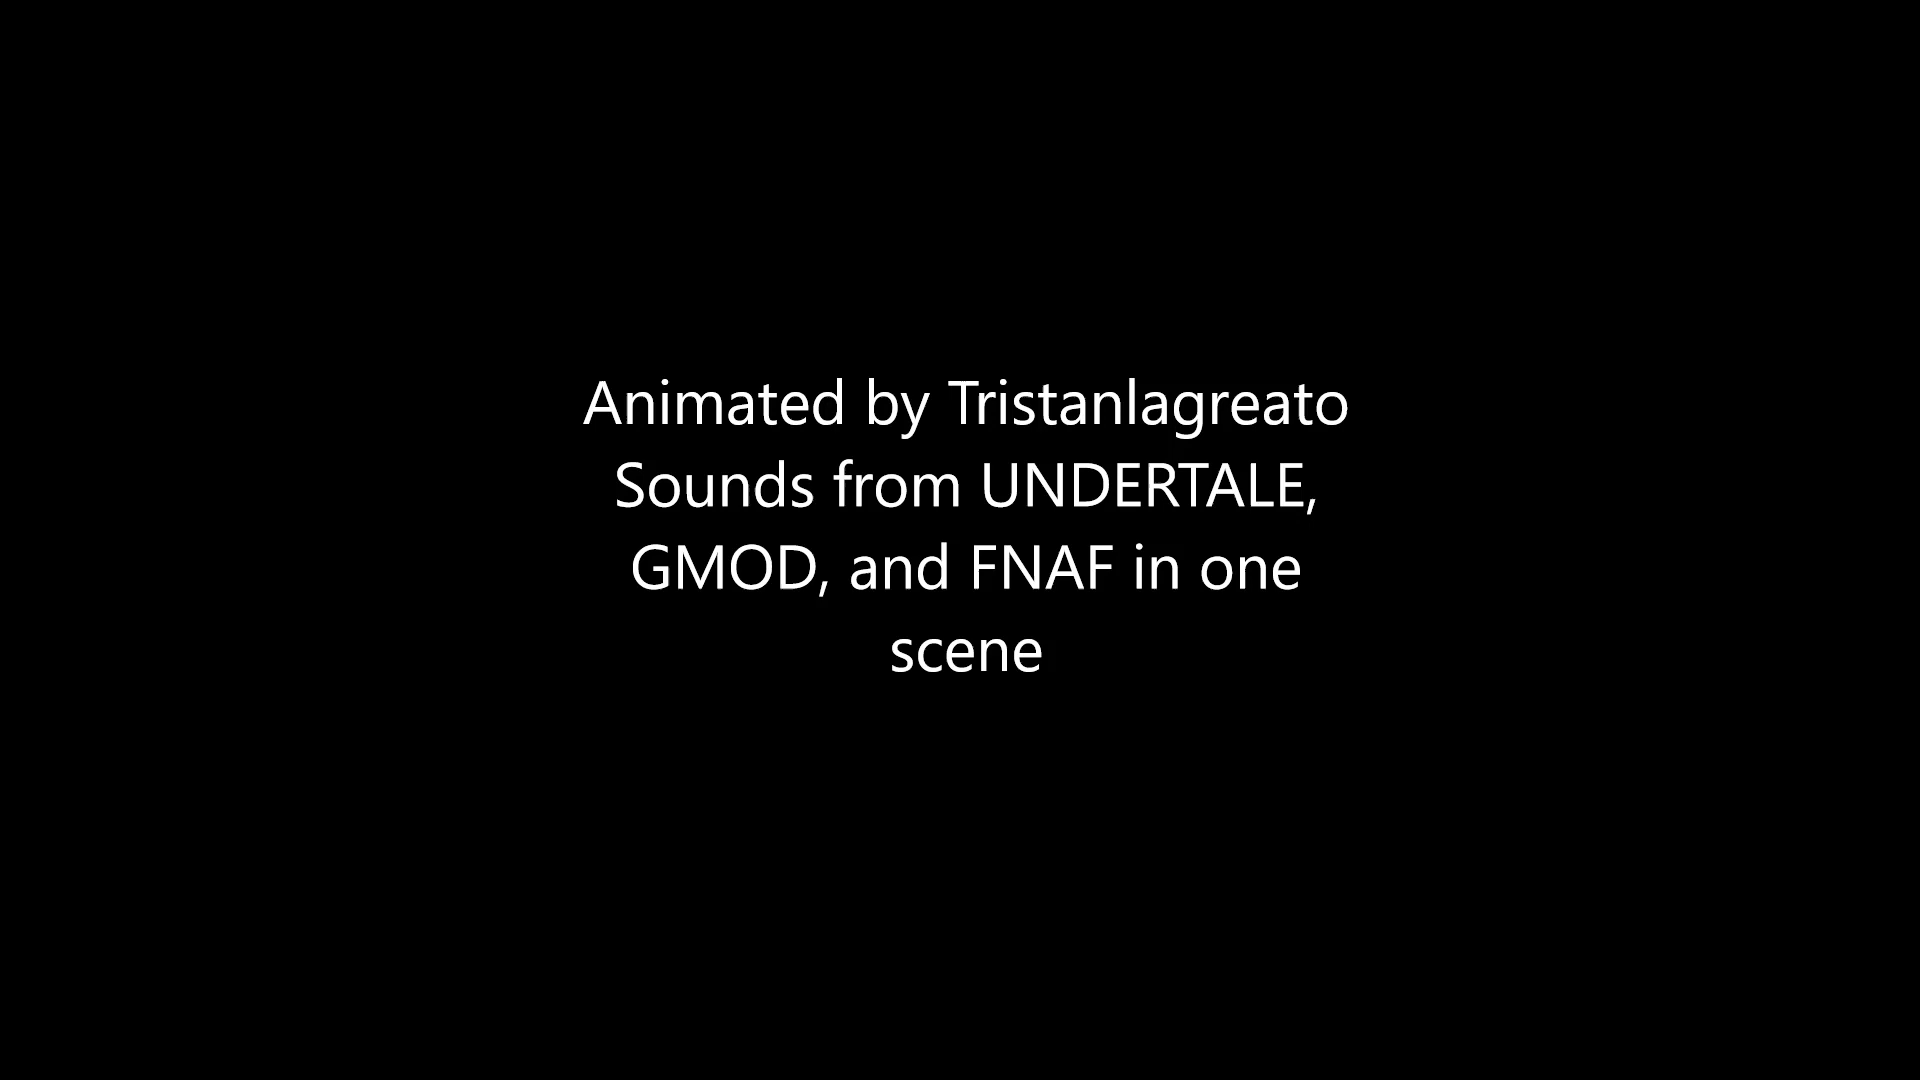 Animated by Tristanlagreato
Sounds from UNDERTALE,
GMOD, and FNAF in one
scene